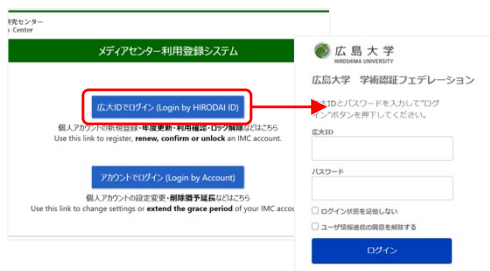 究センター
Center
メディアセンター利用登録システム
広大IDでログイン (Login by HIRODAI ID)
個人アカウントの新規登録・年度更新・利用確認・ロック解除などはこちら
Use this link to register, renew, confirm or unlock an IMC account.
アカウントでログイン (Login by Account)
個人アカウントの設定変更・削除猶予延長などはこちら
Use this link to change settings or extend the grace period of your IMC accou
広島大学
HIROSHIMA UNIVERSITY
広島大学 学術認証フェデレーション
大IDとパスワードを入力して"ログ
イン"ボタンを押下してください。
広大ID
パスワード
ログイン状態を記憶しない
ユーザ情報送信の同意を解除する
ログイン